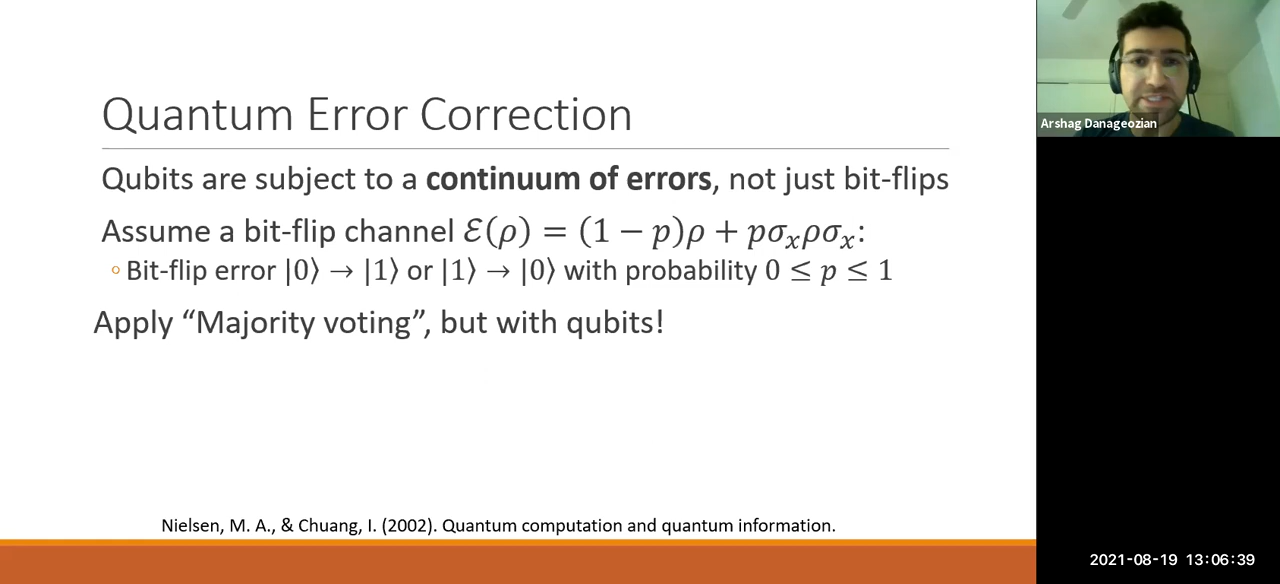 Quantum Error Correction
Qubits are subject to a continuum of errors, not just bit-flips
Assume a bit-flip channel ℰ(ρ) = (1 − p)ρ + pσₓρσₓ:
◦ Bit-flip error |0⟩ → |1⟩ or |1⟩ → |0⟩ with probability 0 ≤ p ≤ 1
Apply “Majority voting”, but with qubits!
Nielsen, M. A., & Chuang, I. (2002). Quantum computation and quantum information.
Arshag Danageozian
2021-08-19 13:06:39